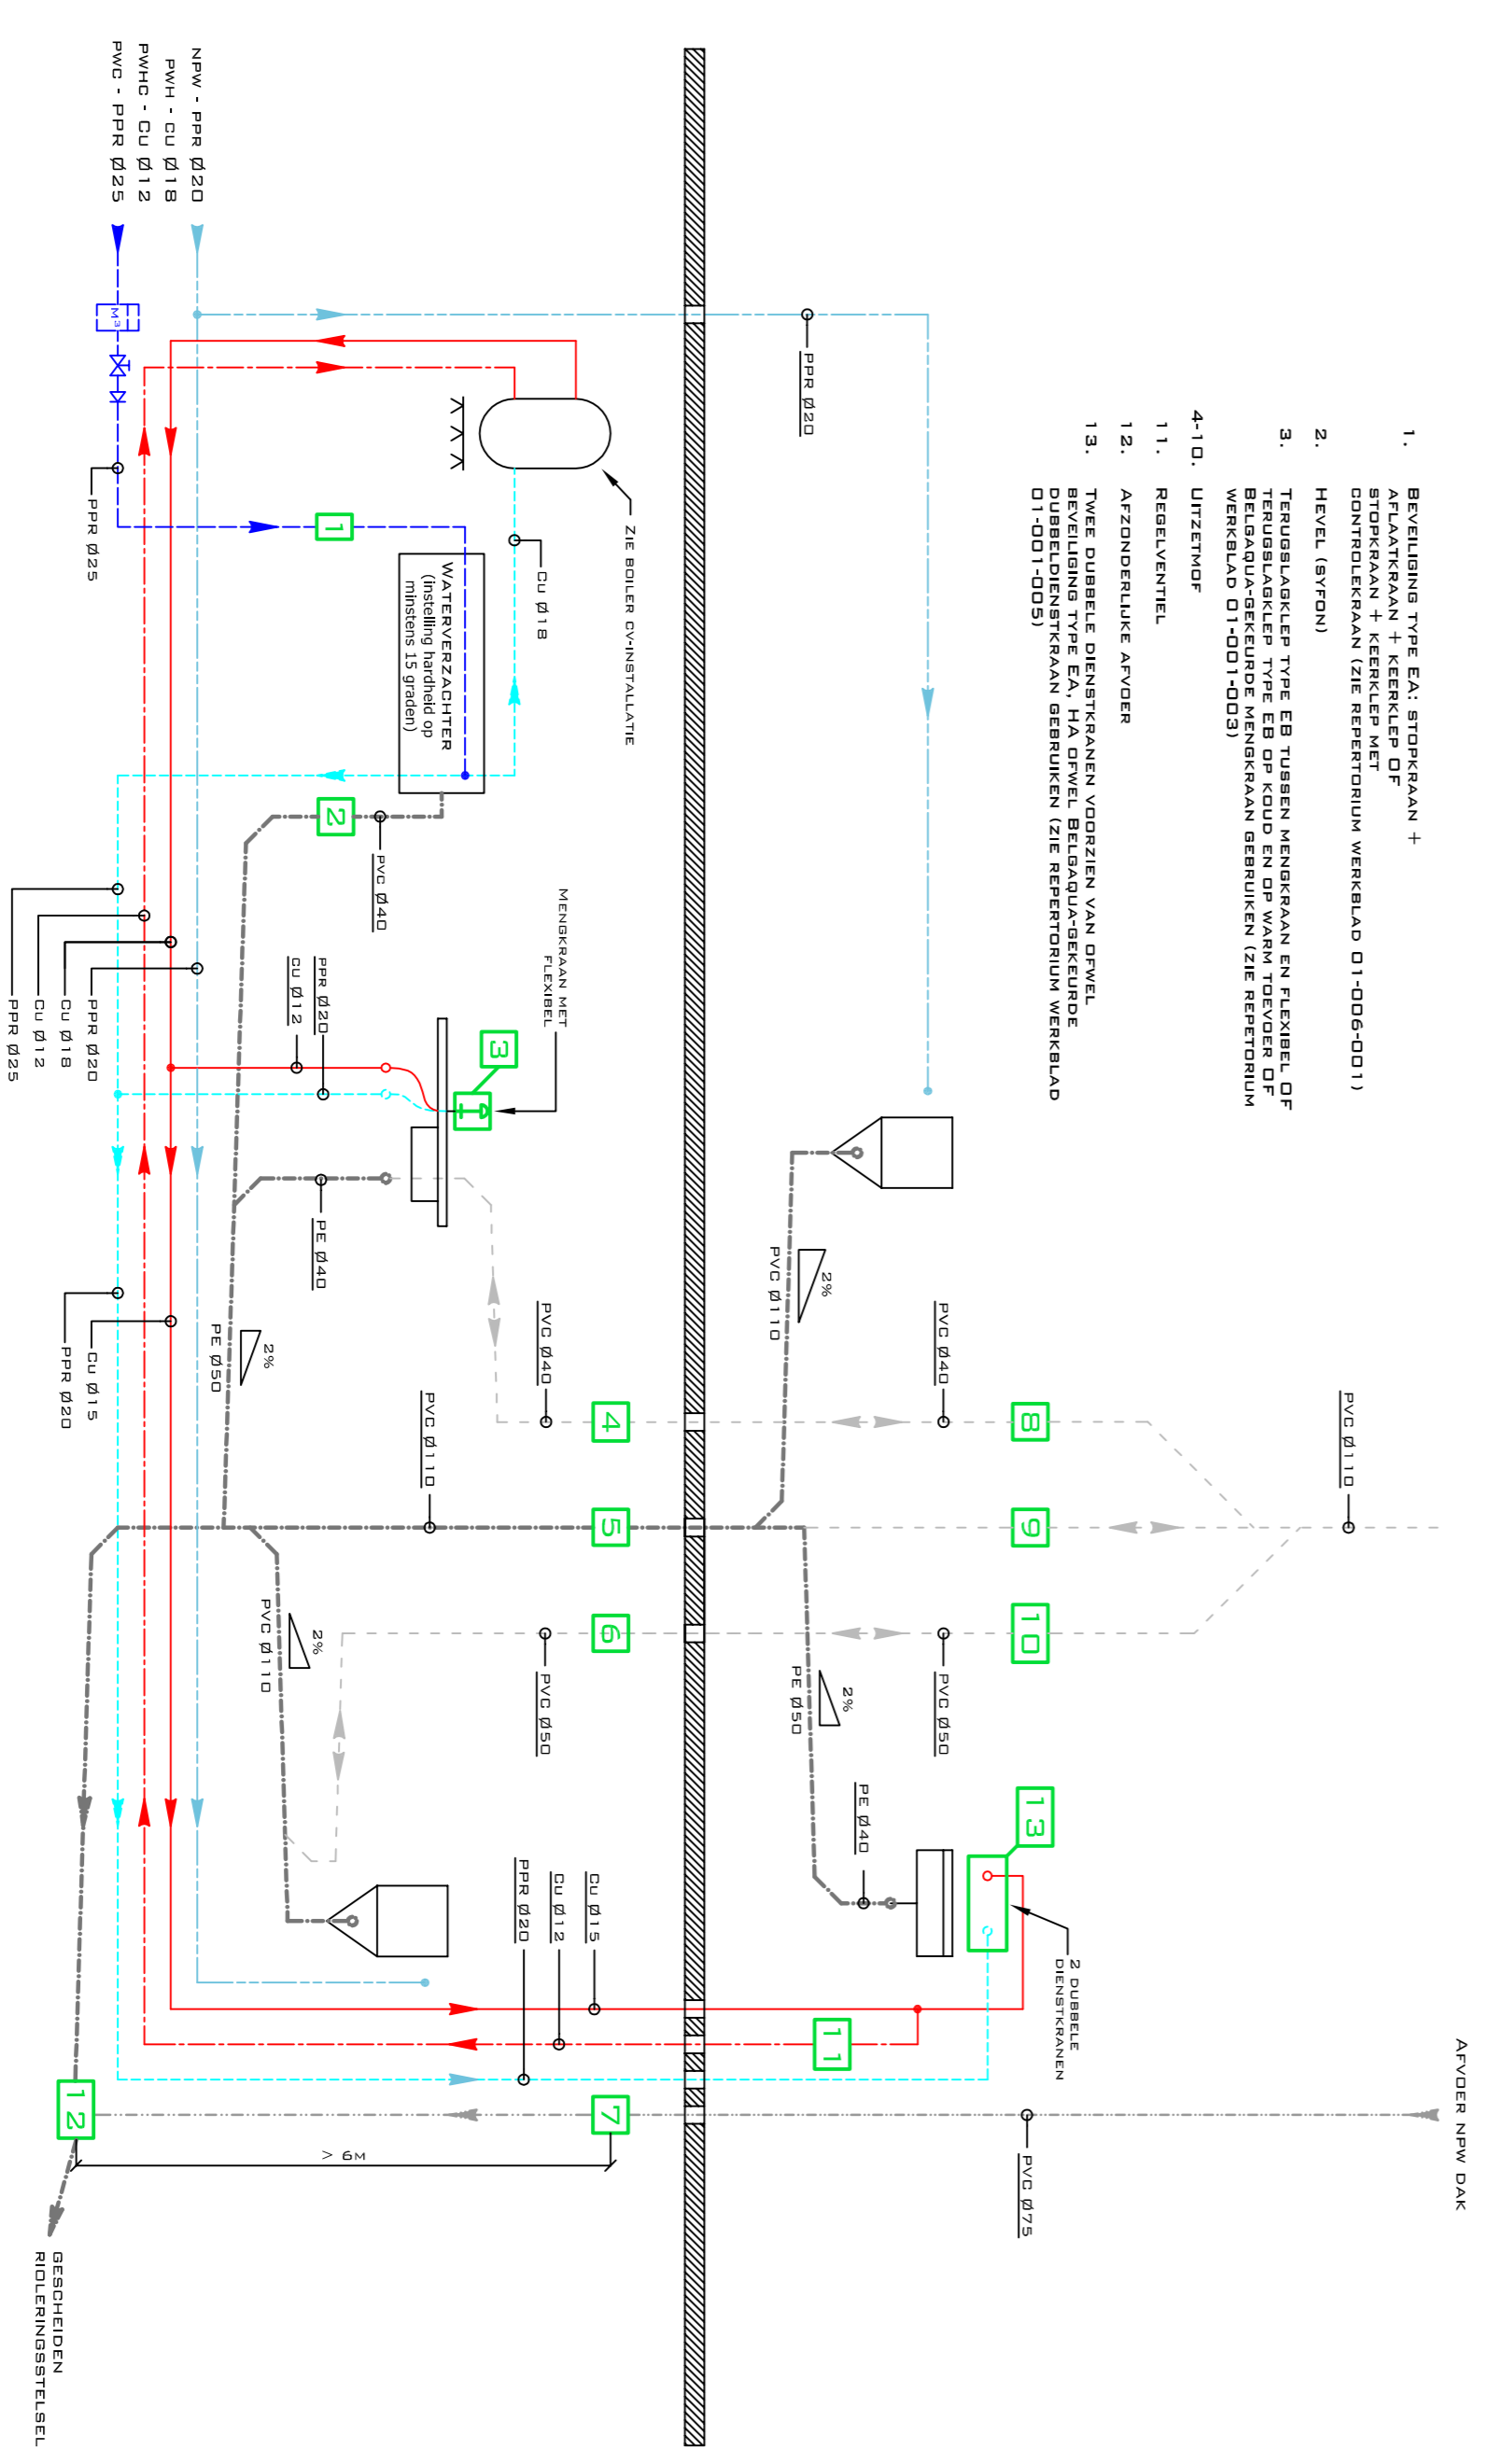 AFVOER NPW DAK
1. BEVEILIGING TYPE EA: STOPKRAAN +
AFLAATKRAAN + KEERKLEP OF
STOPKRAAN + KEERKLEP MET
CONTROLEKRAAN (ZIE REPERTORIUM WERKBLAD 01-006-001)
2. HEVEL (SYFON)
3. TERUGSLAGKLEP TYPE EB TUSSEN MENGKRAAN EN FLEXIBEL OF
TERUGSLAGKLEP TYPE EB OP KOUD EN OP WARM TOEVOER OF
BELGAQUA-GEKEURDE MENGKRAAN GEBRUIKEN (ZIE REPETORIUM
WERKBLAD 01-001-003)
4-10. UITZETMOF
11. REGELVENTIEL
12. AFZONDERLIJKE AFVOER
13. TWEE DUBBELE DIENSTKRANEN VOORZIEN VAN OFWEL
BEVEILIGING TYPE EA, HA OFWEL BELGAQUA-GEKEURDE
DUBBELDIENSTKRAAN GEBRUIKEN (ZIE REPERTORIUM WERKBLAD
01-001-005)
PVC Ø110
8
9
10
13
2 DUBBELE
DIENSTKRANEN
PVC Ø75
PVC Ø40
PVC Ø50
PE Ø40
2%
PVC Ø110
2%
PE Ø50
PPR Ø20
11
ZIE BOILER CV-INSTALLATIE
4
5
6
7
Cu Ø18
PVC Ø40
PVC Ø50
Cu Ø15
Cu Ø12
PPR Ø20
MENGKRAAN MET
FLEXIBEL
3
WATERVERZACHTER
(instelling hardheid op
minstens 15 graden)
1
2
PVC Ø40
PPR Ø20
CU Ø12
PE Ø40
PVC Ø110
2%
PE Ø50
2%
PVC Ø110
> 6M
NPW - PPR Ø20
PWH - CU Ø18
PWHC - CU Ø12
PWC - PPR Ø25
M³
PPR Ø25
PPR Ø20
Cu Ø18
Cu Ø12
PPR Ø25
Cu Ø15
PPR Ø20
12
GESCHEIDEN
RIOLERINGSSTELSEL